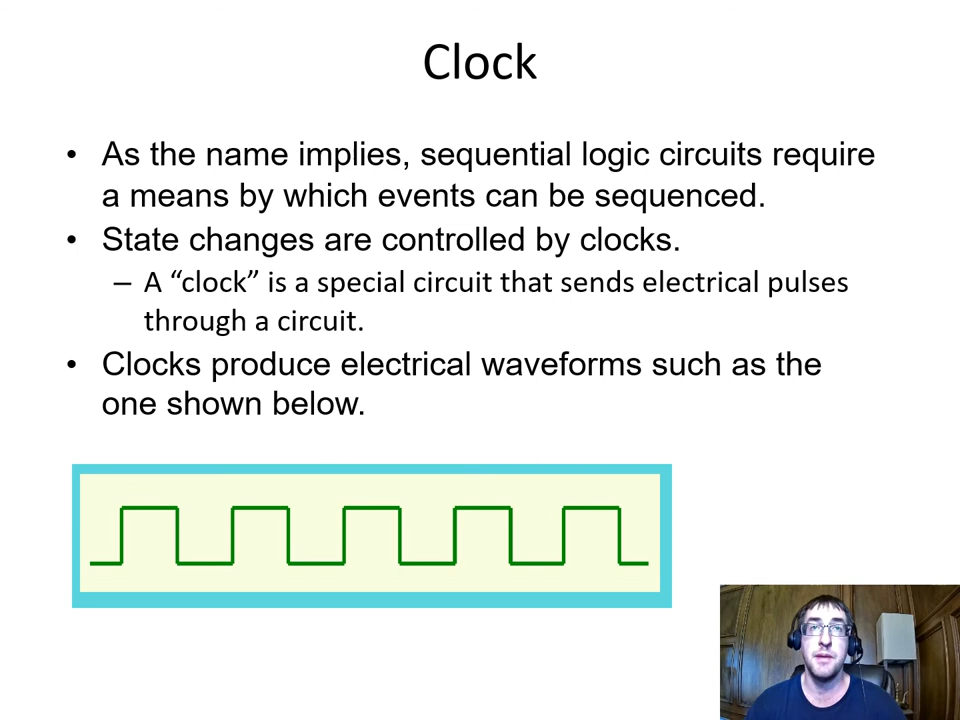 Clock
• As the name implies, sequential logic circuits require
a means by which events can be sequenced.
• State changes are controlled by clocks.
– A “clock” is a special circuit that sends electrical pulses
through a circuit.
• Clocks produce electrical waveforms such as the
one shown below.